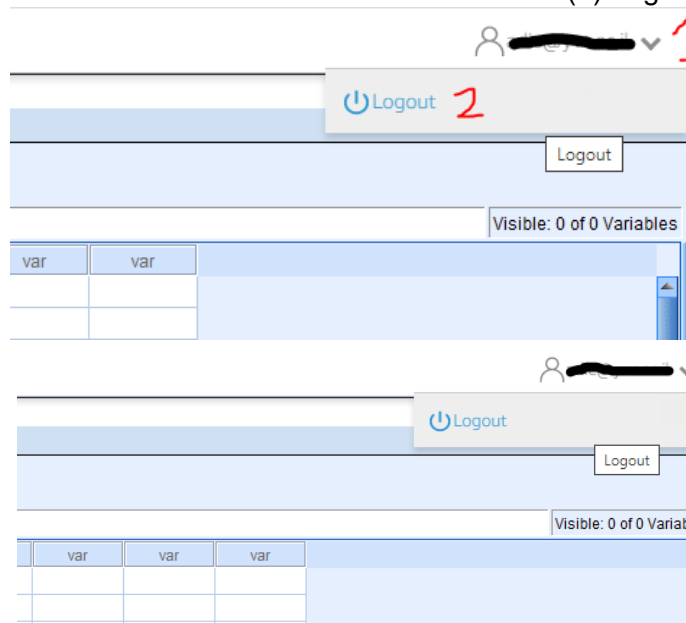 Logout 2
Logout
Visible: 0 of 0 Variables
var var
Logout
Logout
Visible: 0 of 0 Variab
var var var